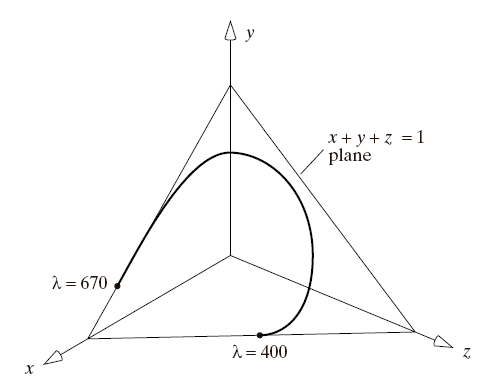 y
x + y + z = 1
plane
λ = 670
λ = 400
x
z